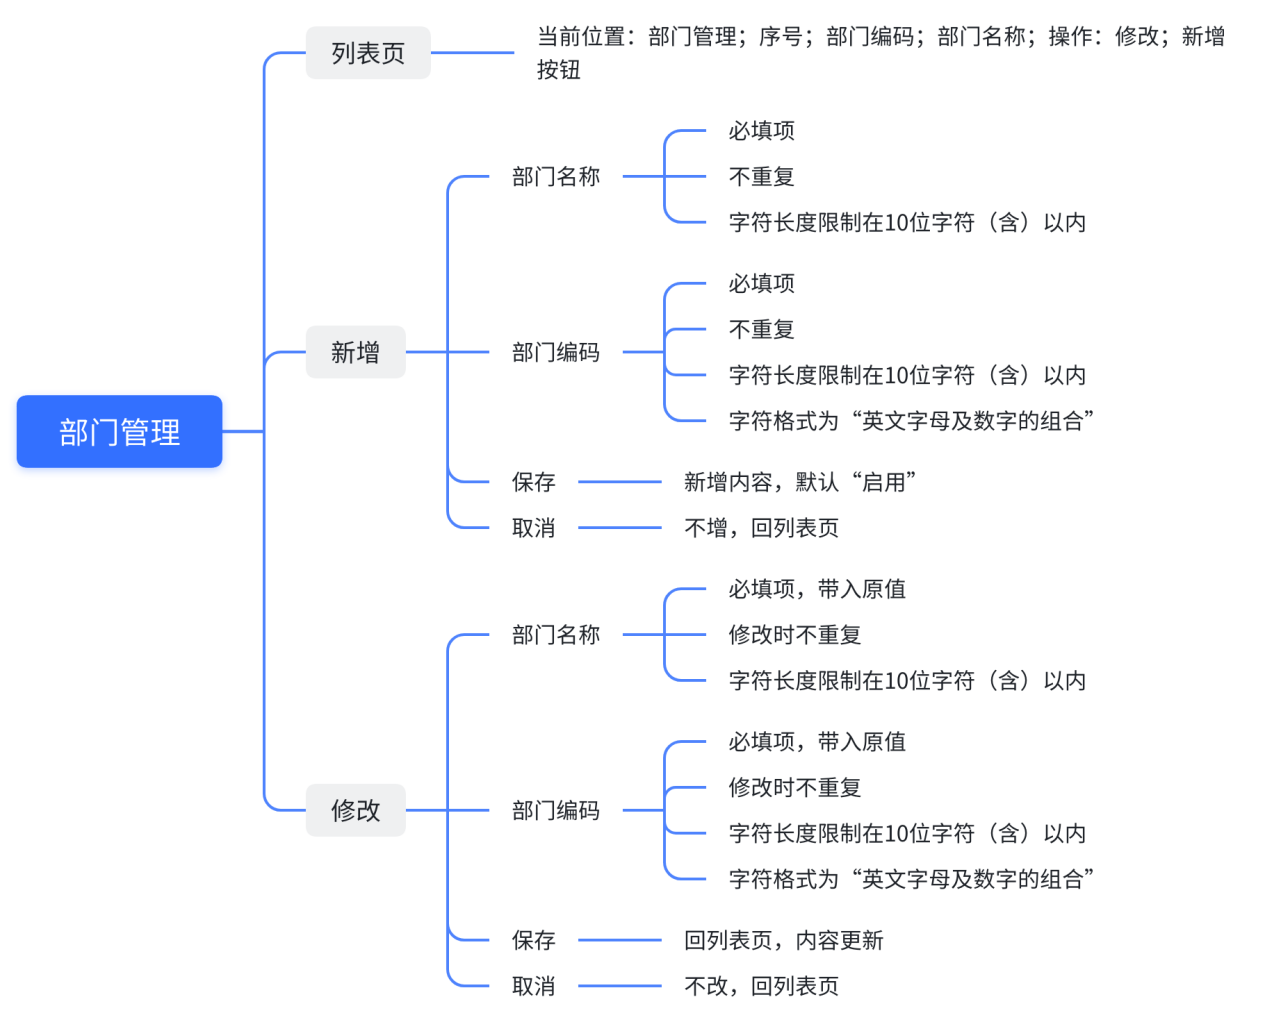 部门管理
列表页
当前位置：部门管理；序号；部门编码；部门名称；操作：修改；新增
按钮
新增
部门名称
必填项
不重复
字符长度限制在10位字符（含）以内
部门编码
必填项
不重复
字符长度限制在10位字符（含）以内
字符格式为“英文字母及数字的组合”
保存
新增内容，默认“启用”
取消
不增，回列表页
修改
部门名称
必填项，带入原值
修改时不重复
字符长度限制在10位字符（含）以内
部门编码
必填项，带入原值
修改时不重复
字符长度限制在10位字符（含）以内
字符格式为“英文字母及数字的组合”
保存
回列表页，内容更新
取消
不改，回列表页